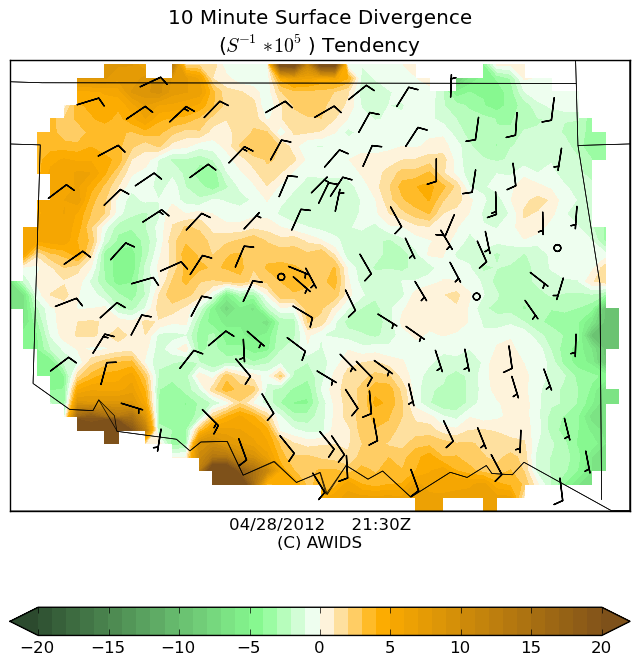 10 Minute Surface Divergence
(S⁻¹ * 10⁵ ) Tendency
04/28/2012 21:30Z
(C) AWIDS
−20 −15 −10 −5 0 5 10 15 20